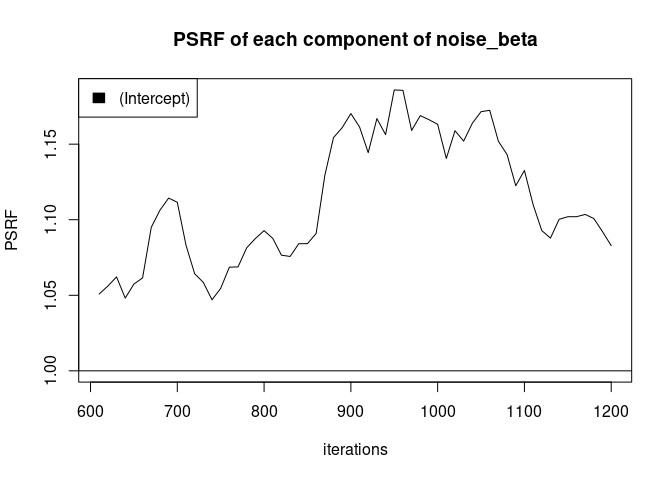 PSRF of each component of noise_beta
(Intercept)
PSRF
1.15
1.10
1.05
1.00
600 700 800 900 1000 1100 1200
iterations